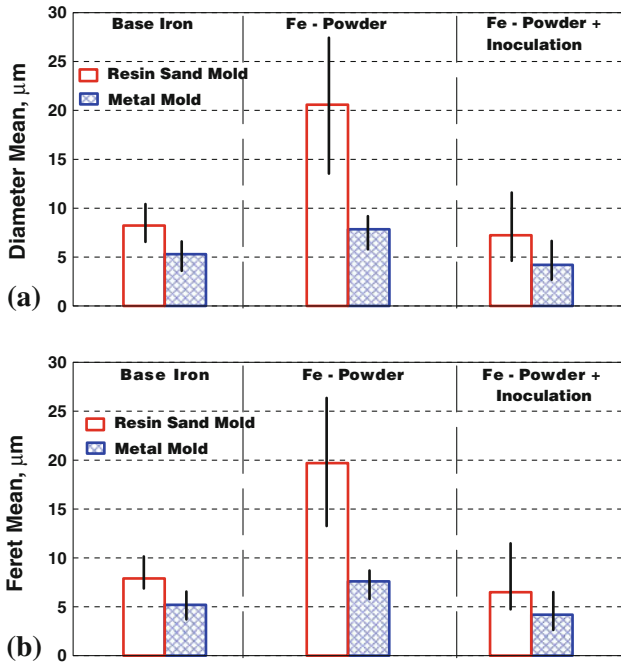 30
25
20
15
10
5
0
Diameter Mean, μm
(a)
Base Iron
Fe - Powder
Fe - Powder +
Inoculation
Resin Sand Mold
Metal Mold
30
25
20
15
10
5
0
Feret Mean, μm
(b)
Base Iron
Fe - Powder
Fe - Powder +
Inoculation
Resin Sand Mold
Metal Mold